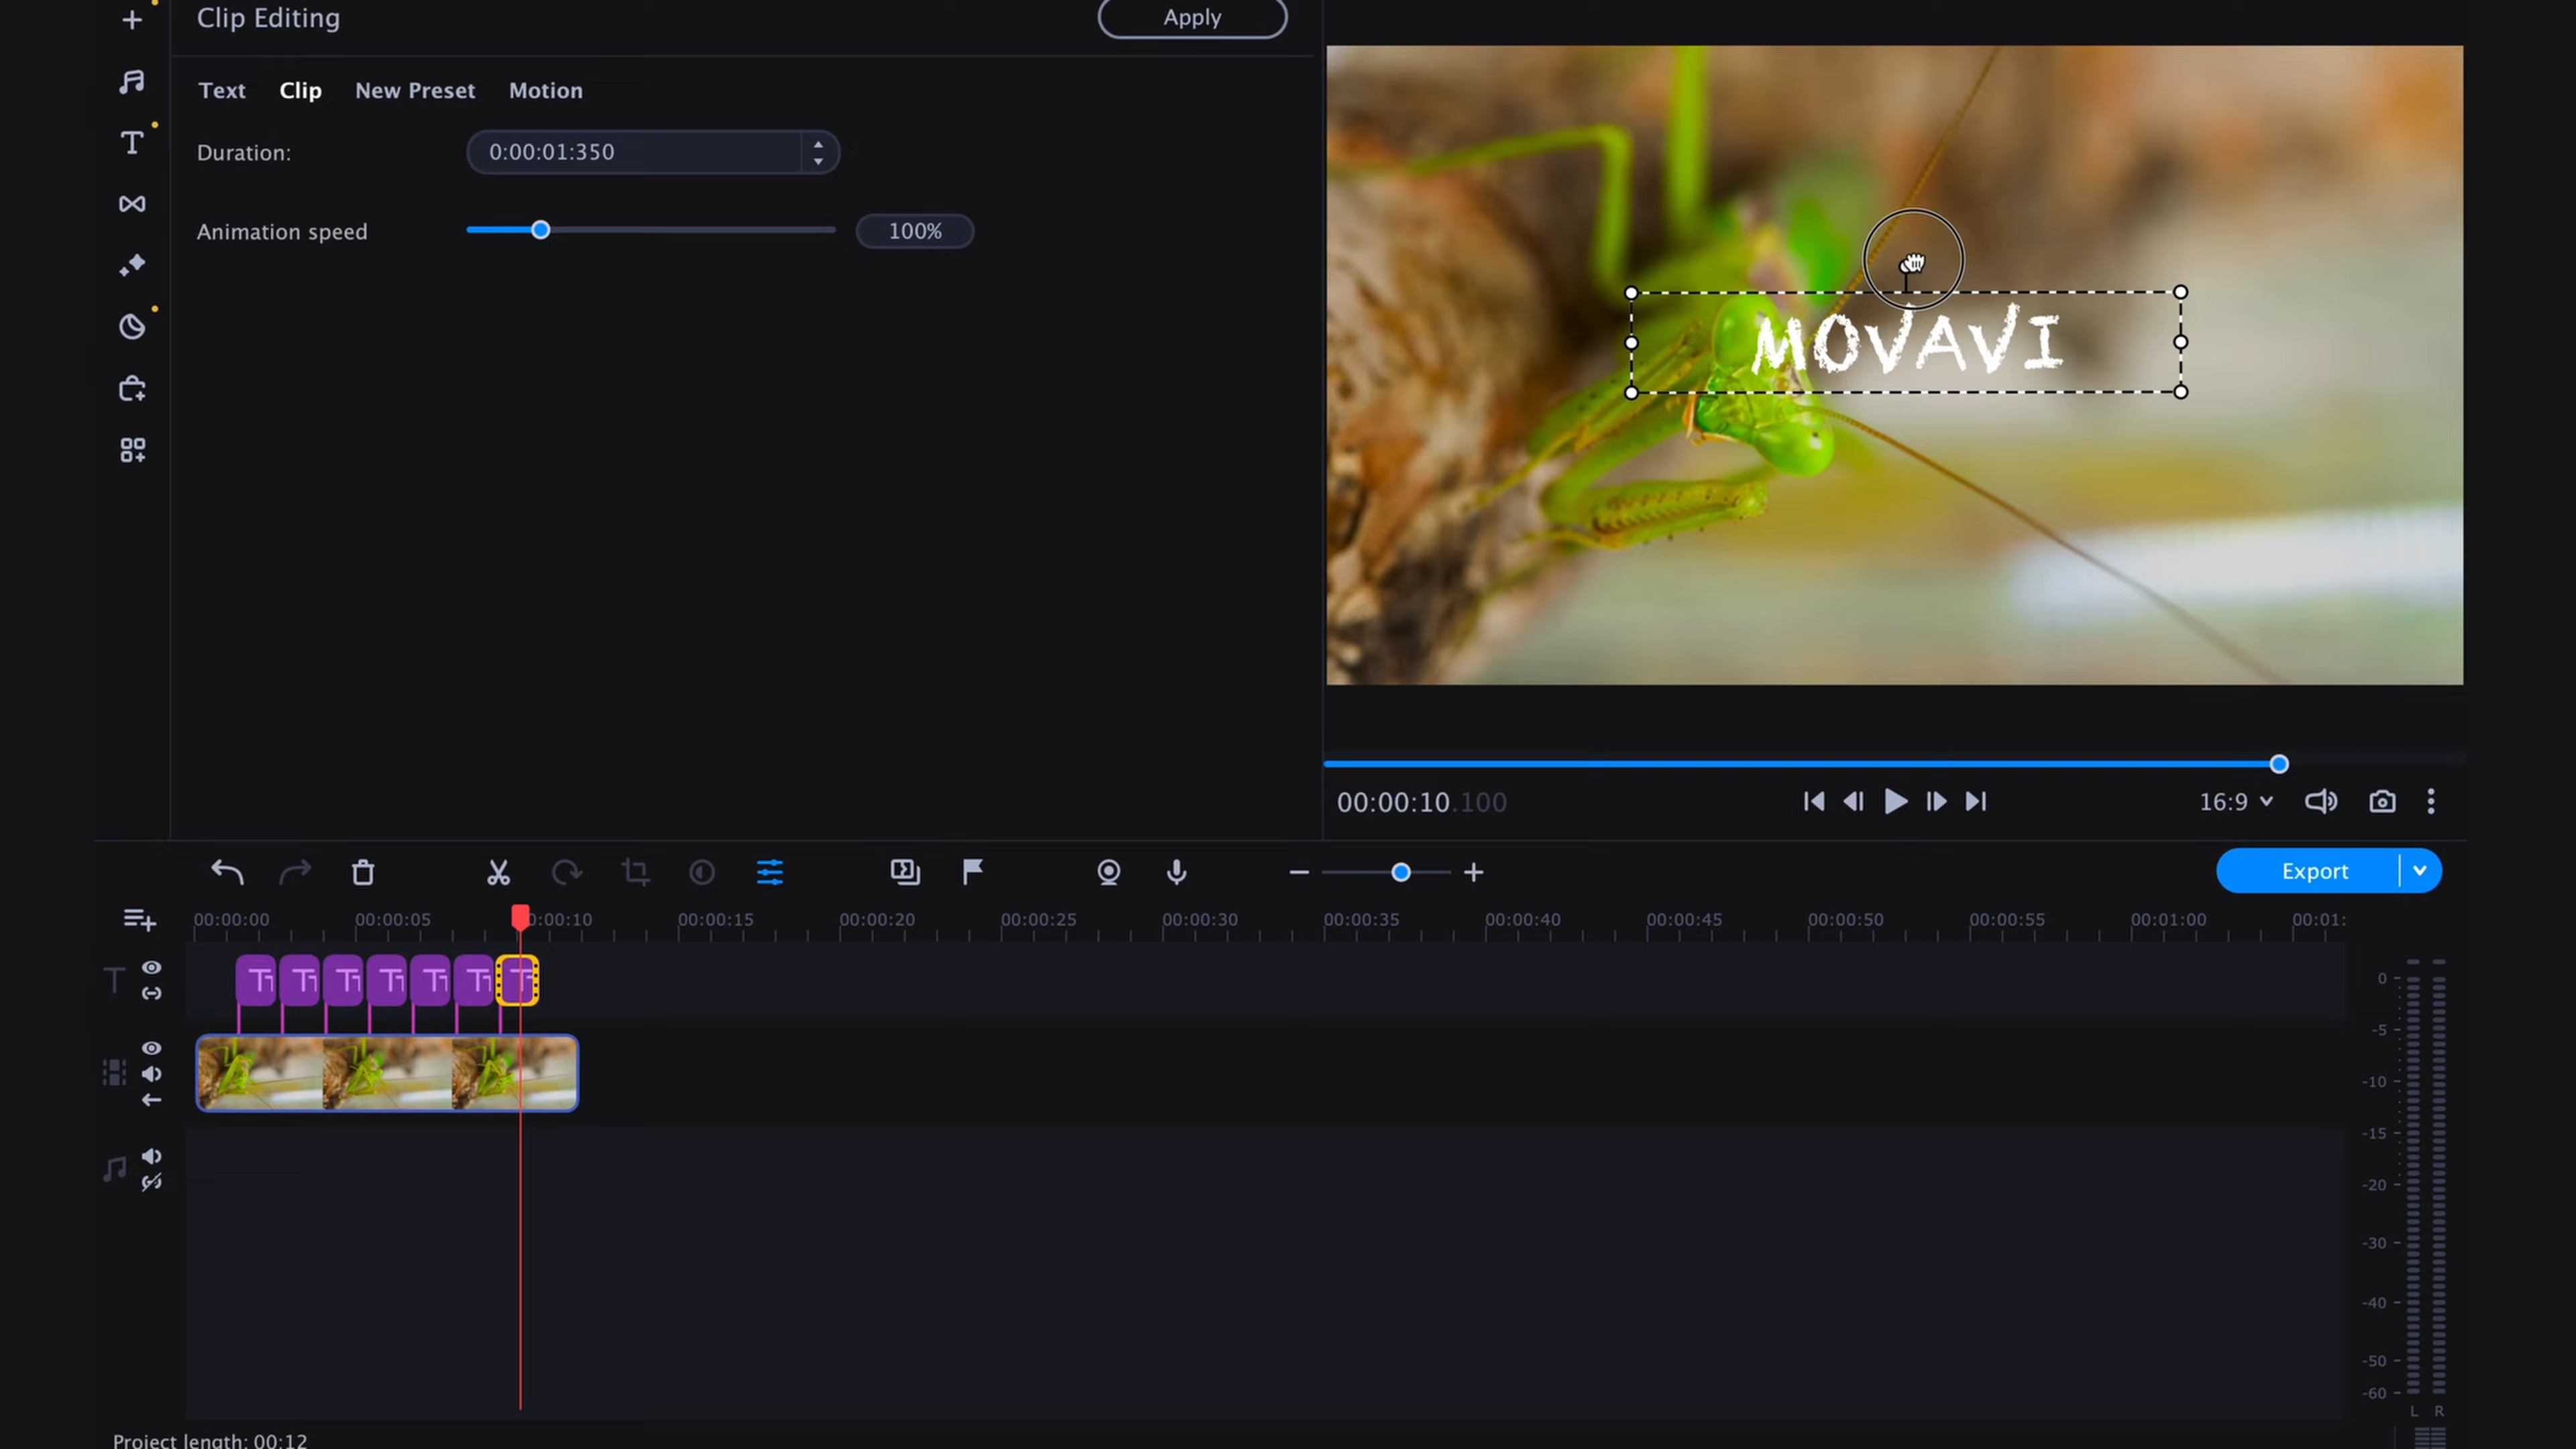 Clip Editing
Apply
Text Clip New Preset Motion
Duration: 0:00:01:350
Animation speed 100%
MOVAVI
00:00:10.100
16:9
Export
00:00:00 00:00:05 0:00:10 00:00:15 00:00:20 00:00:25 00:00:30 00:00:35 00:00:40 00:00:45 00:00:50 00:00:55 00:01:00 00:01:
0
-5
-10
-15
-20
-30
-40
-50
-60
L R
Project length: 00:12